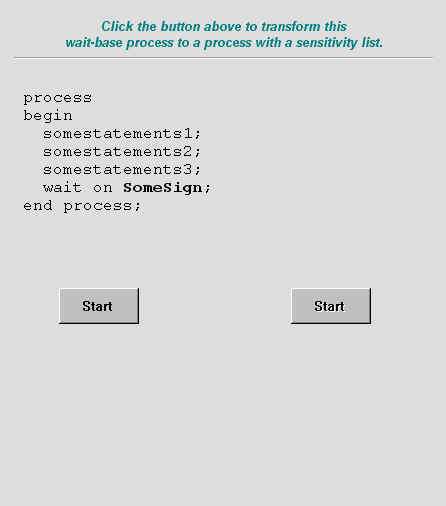 Click the button above to transform this
wait-base process to a process with a sensitivity list.
process
begin
  somestatements1;
  somestatements2;
  somestatements3;
  wait on SomeSign;
end process;
Start Start